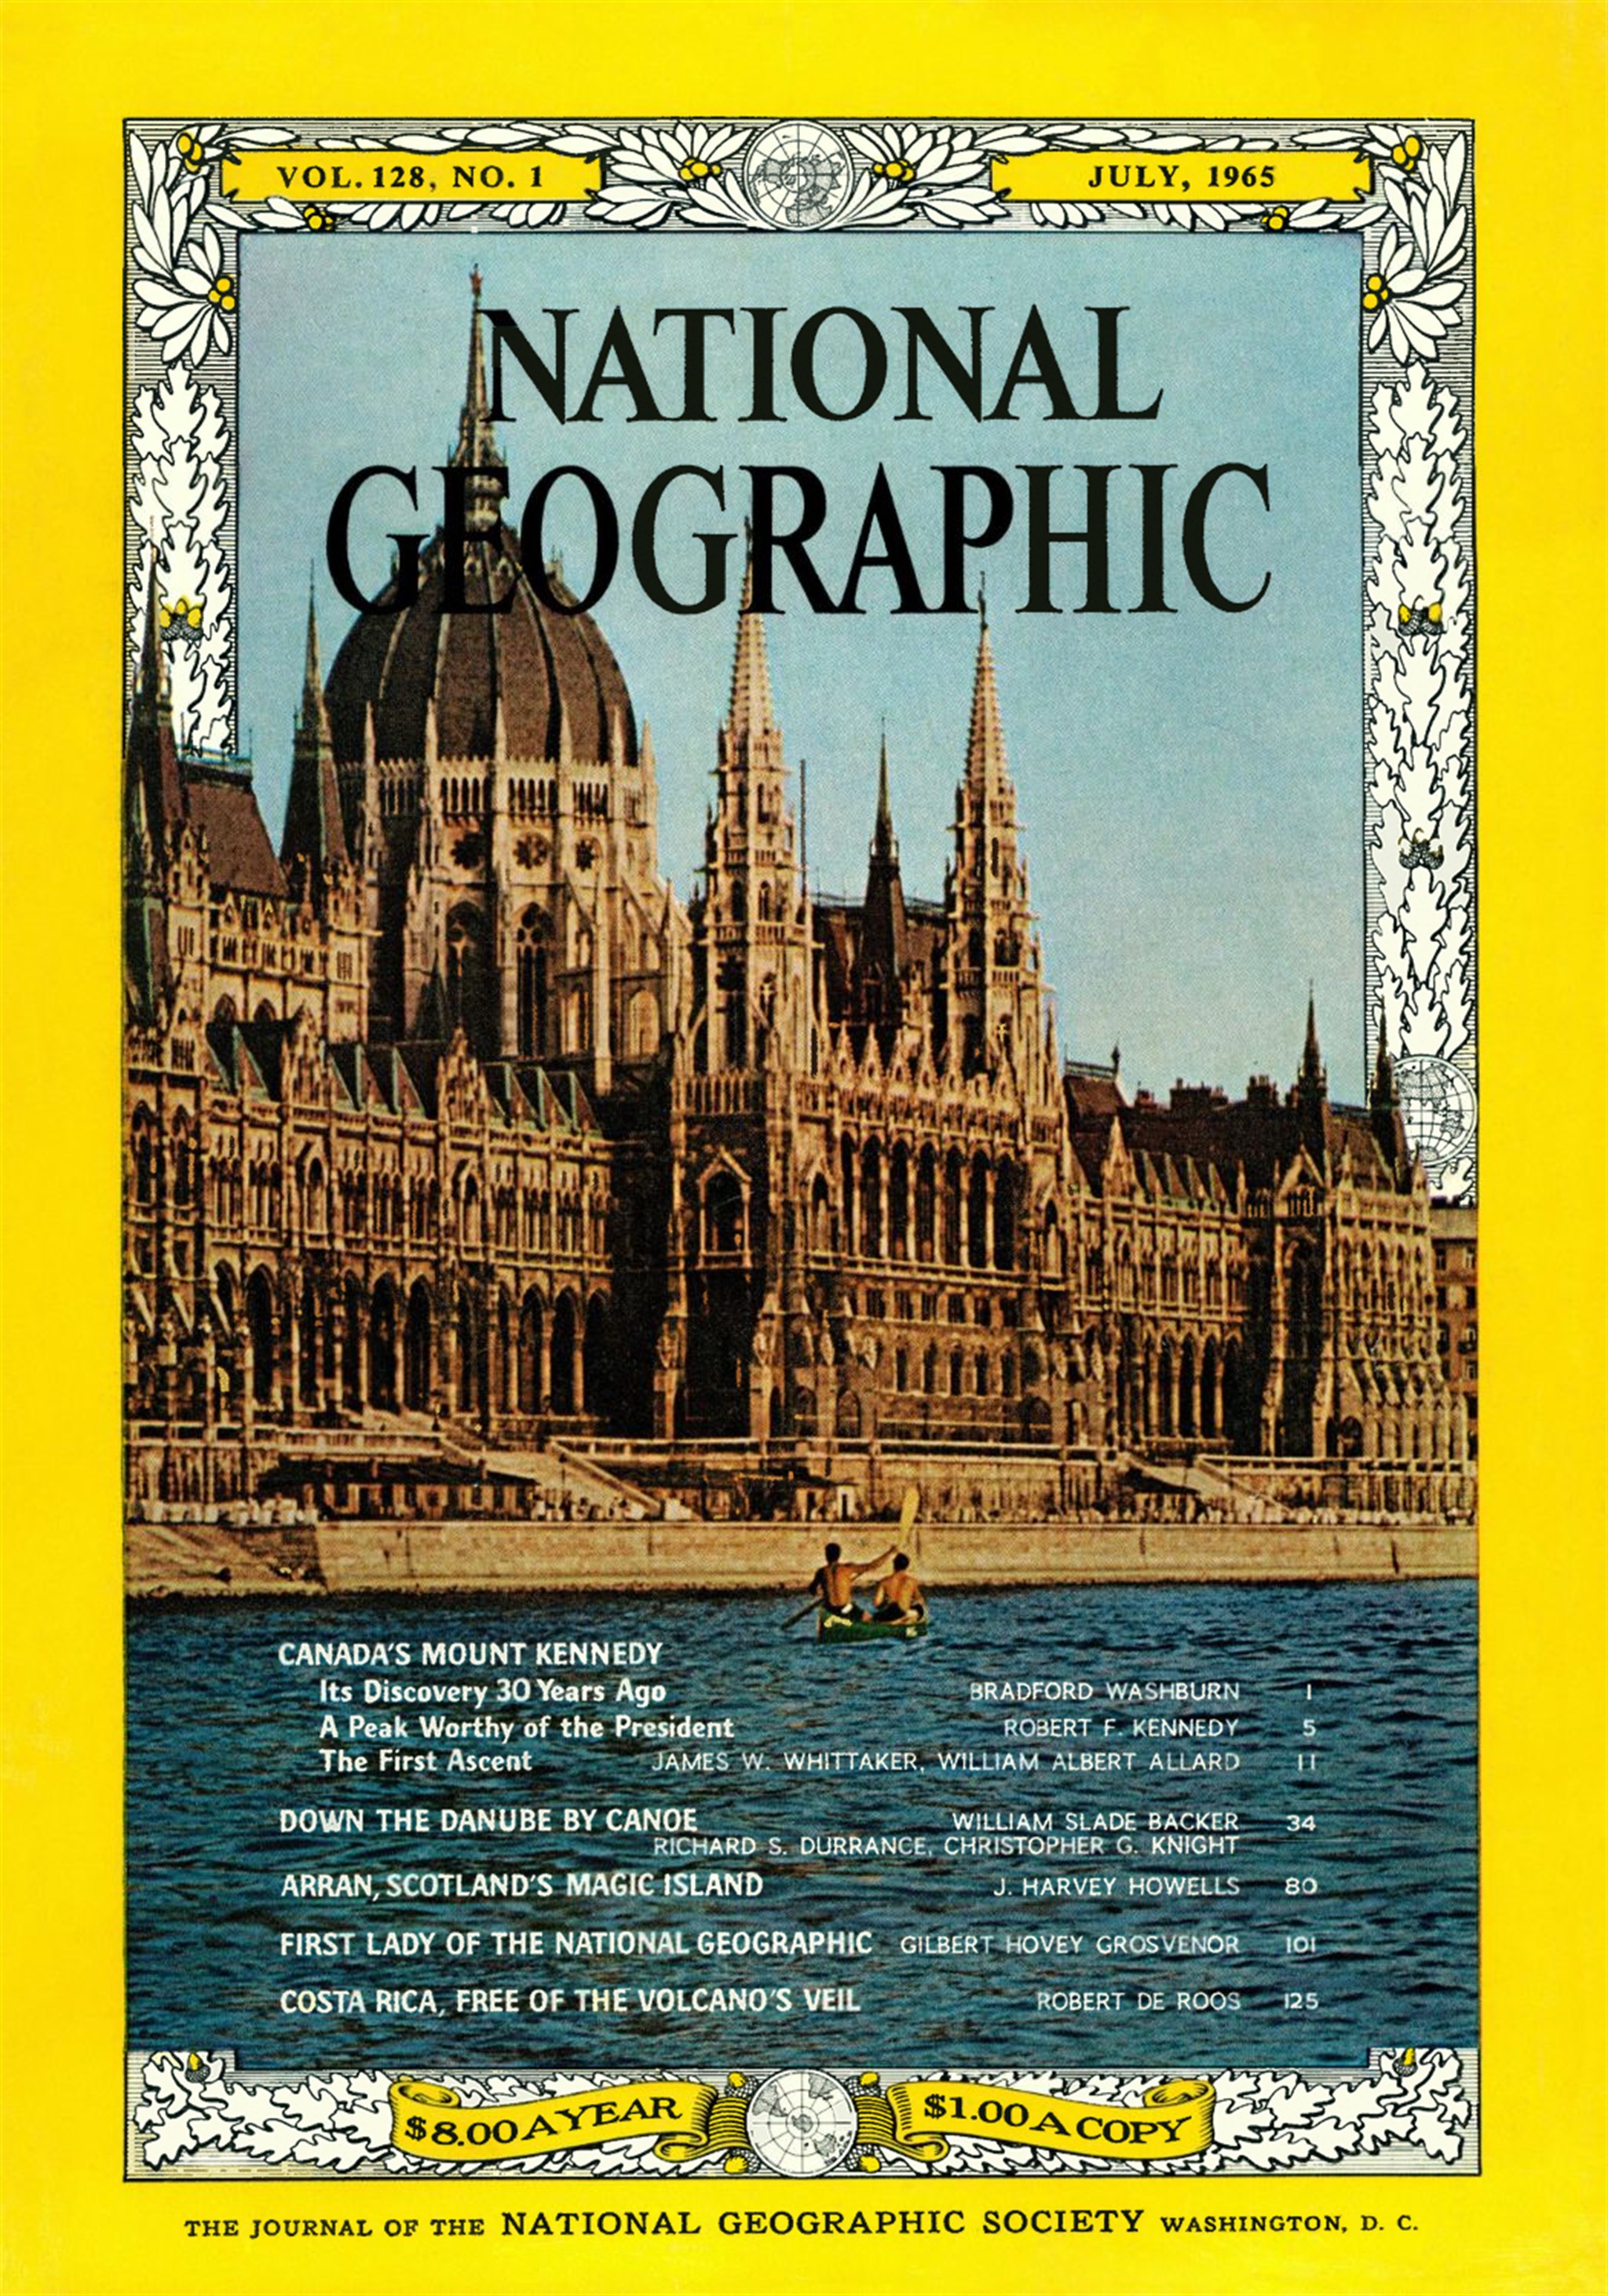 VOL. 128, NO. 1
JULY, 1965
NATIONAL
GEOGRAPHIC
CANADA'S MOUNT KENNEDY
Its Discovery 30 Years Ago BRADFORD WASHBURN 1
A Peak Worthy of the President ROBERT F. KENNEDY 5
The First Ascent JAMES W. WHITTAKER, WILLIAM ALBERT ALLARD 11
DOWN THE DANUBE BY CANOE WILLIAM SLADE BACKER 34
RICHARD S. DURRANCE, CHRISTOPHER G. KNIGHT
ARRAN, SCOTLAND'S MAGIC ISLAND J. HARVEY HOWELLS 80
FIRST LADY OF THE NATIONAL GEOGRAPHIC GILBERT HOVEY GROSVENOR 101
COSTA RICA, FREE OF THE VOLCANO'S VEIL ROBERT DE ROOS 125
$8.00 A YEAR
$1.00 A COPY
THE JOURNAL OF THE NATIONAL GEOGRAPHIC SOCIETY WASHINGTON, D. C.